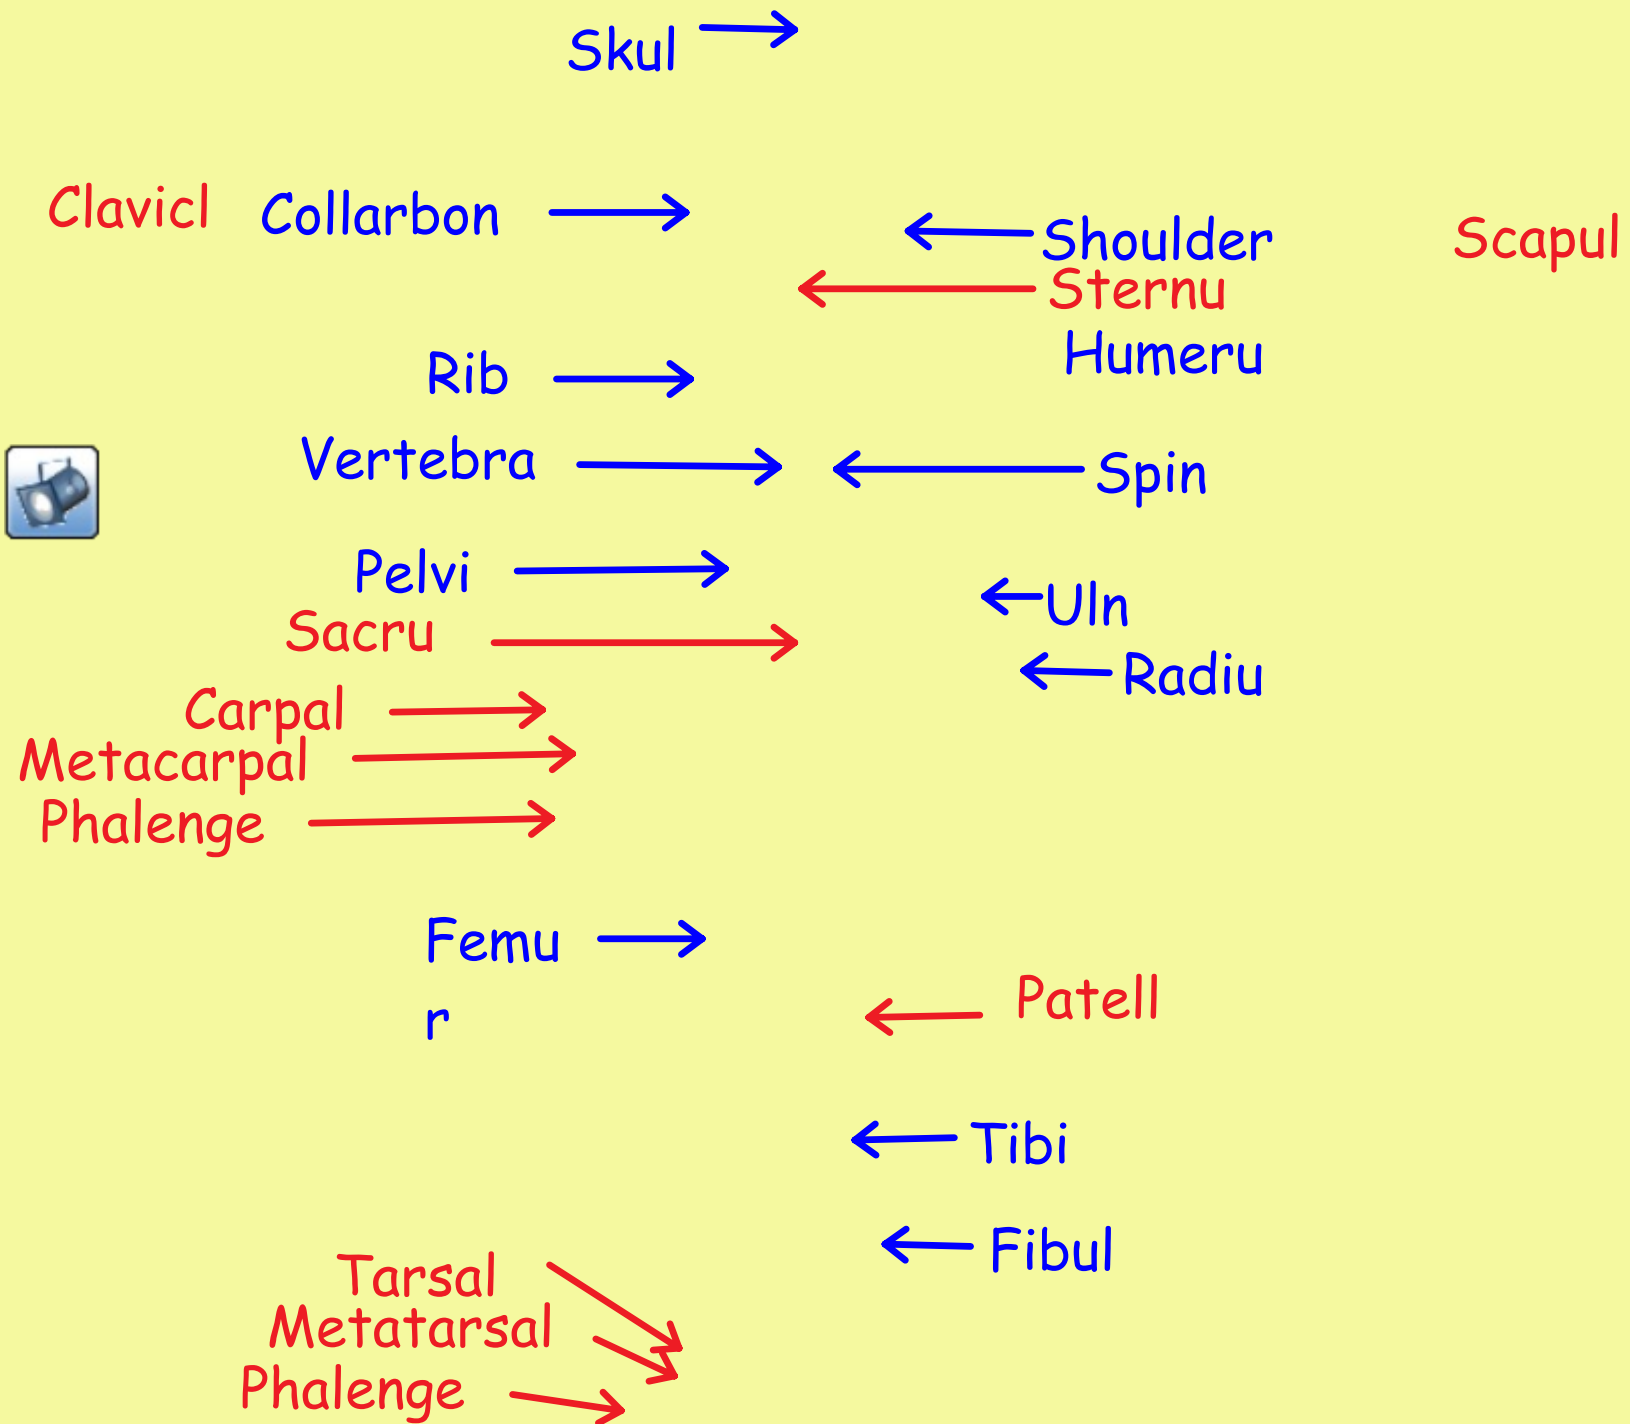 Skul
Clavicl Collarbon
Shoulder Scapul
Sternu
Humeru
Rib
Vertebra
Spin
Pelvi
Uln
Sacru
Radiu
Carpal
Metacarpal
Phalenge
Femu
r
Patell
Tibi
Fibul
Tarsal
Metatarsal
Phalenge